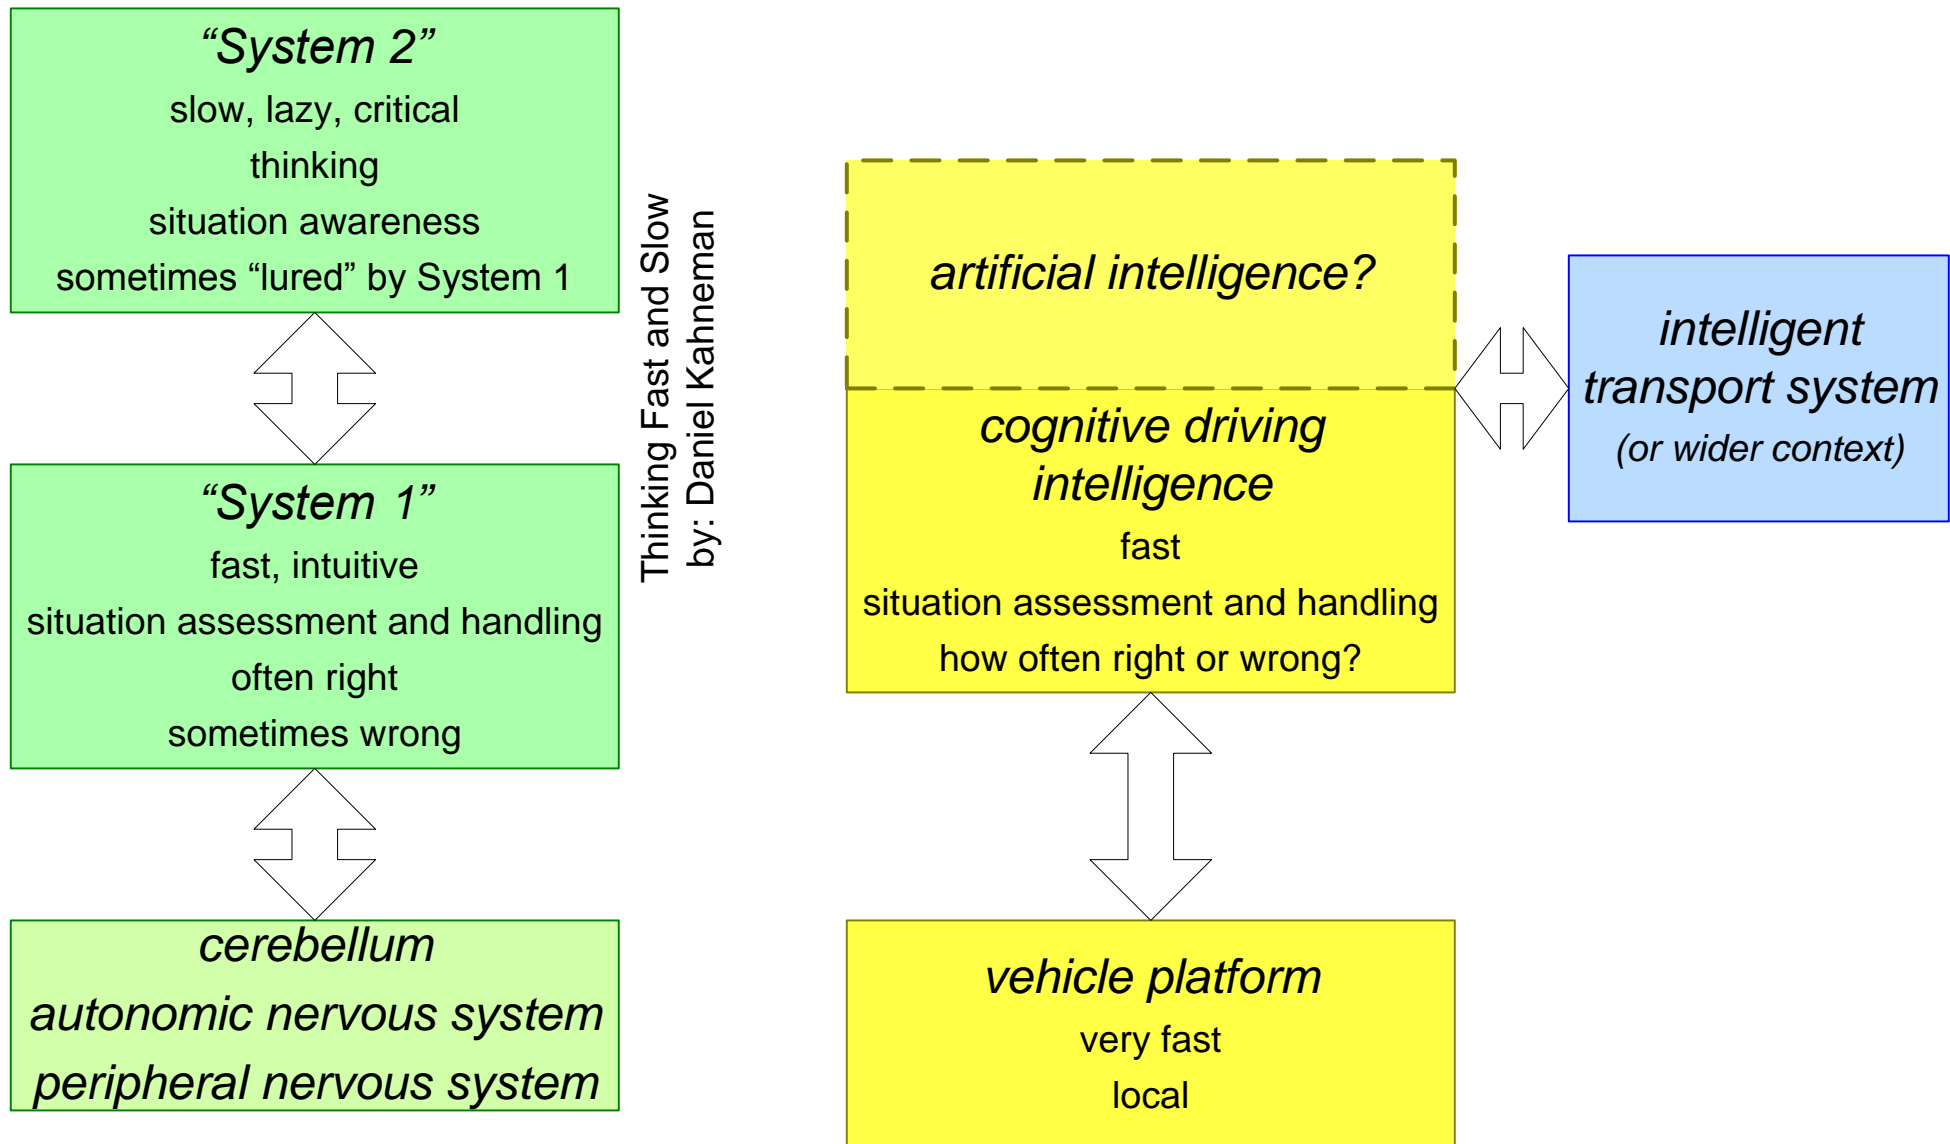 “System 2”
slow, lazy, critical
thinking
situation awareness
sometimes “lured” by System 1
“System 1”
fast, intuitive
situation assessment and handling
often right
sometimes wrong
cerebellum
autonomic nervous system
peripheral nervous system
Thinking Fast and Slow
by: Daniel Kahneman
artificial intelligence?
cognitive driving
intelligence
fast
situation assessment and handling
how often right or wrong?
vehicle platform
very fast
local
intelligent
transport system
(or wider context)